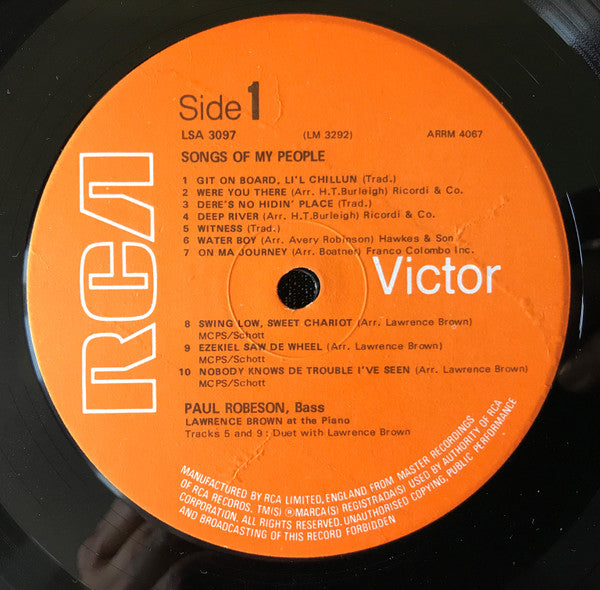 Side 1
LSA 3097 (LM 3292) ARRM 4067
SONGS OF MY PEOPLE
1 GIT ON BOARD, LI'L CHILLUN (Trad.)
2 WERE YOU THERE (Arr. H.T.Burleigh) Ricordi & Co.
3 DERE'S NO HIDIN' PLACE (Trad.)
4 DEEP RIVER (Arr. H.T.Burleigh) Ricordi & Co.
5 WITNESS (Trad.)
6 WATER BOY (Arr. Avery Robinson) Hawkes & Son
7 ON MA JOURNEY (Arr. Boatner) Franco Colombo Inc.
RCA
Victor
8 SWING LOW, SWEET CHARIOT (Arr. Lawrence Brown)
MCPS/Schott
9 EZEKIEL SAW DE WHEEL (Arr. Lawrence Brown)
MCPS/Schott
10 NOBODY KNOWS DE TROUBLE I'VE SEEN (Arr. Lawrence Brown)
MCPS/Schott
PAUL ROBESON, Bass
LAWRENCE BROWN at the Piano
Tracks 5 and 9: Duet with Lawrence Brown
MANUFACTURED BY RCA LIMITED, ENGLAND FROM MASTER RECORDINGS
OF RCA RECORDS. TM(S) ® MARCA(S) REGISTRADA(S) USED BY AUTHORITY OF RCA
CORPORATION. ALL RIGHTS RESERVED. UNAUTHORISED COPYING, PUBLIC PERFORMANCE
AND BROADCASTING OF THIS RECORD FORBIDDEN